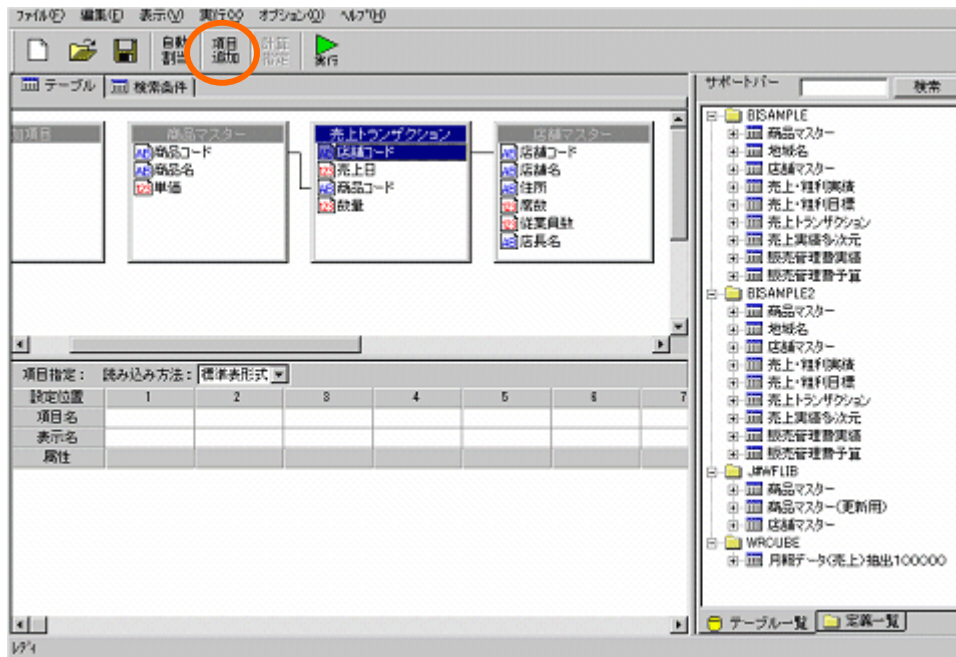 ファイル(F) 編集(E) 表示(V) 実行(X) オプション(O) ヘルプ(H)
自動割当 項目追加 計算指定 実行
テーブル 検索条件
サポートバー 検索
加項目
商品マスター
商品コード
商品名
単価
売上トランザクション
店舗コード
売上日
商品コード
数量
店舗マスター
店舗コード
店舗名
住所
席数
従業員数
店長名
項目指定： 読み込み方法： 標準表形式
設定位置 1 2 3 4 5 6 7
項目名
表示名
属性
BISAMPLE
商品マスター
地域名
店舗マスター
売上・粗利実績
売上・粗利目標
売上トランザクション
売上実績多次元
販売管理費実績
販売管理費予算
BISAMPLE2
商品マスター
地域名
店舗マスター
売上・粗利実績
売上・粗利目標
売上トランザクション
売上実績多次元
販売管理費実績
販売管理費予算
J#WFLIB
商品マスター
商品マスター(更新用)
店舗マスター
WRCUBE
月報データ(売上)抽出100000
テーブル一覧 定義一覧
レディ